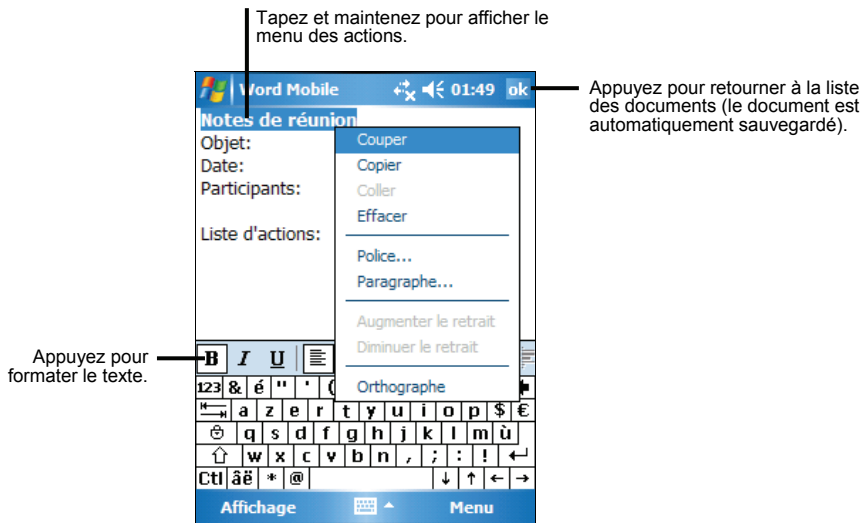 Tapez et maintenez pour afficher le
menu des actions.
Word Mobile 01:49 ok
Appuyez pour retourner à la liste
des documents (le document est
automatiquement sauvegardé).
Notes de réunion
Objet:
Date:
Participants:
Liste d'actions:
Couper
Copier
Coller
Effacer
Police...
Paragraphe...
Augmenter le retrait
Diminuer le retrait
Orthographe
Appuyez pour
formater le texte.
B I U
123 & é " ' (
a z e r t y u i o p $ €
q s d f g h j k l m ù
w x c v b n , ; : !
Ctl âë * @ ↓ ↑ ← →
Affichage Menu